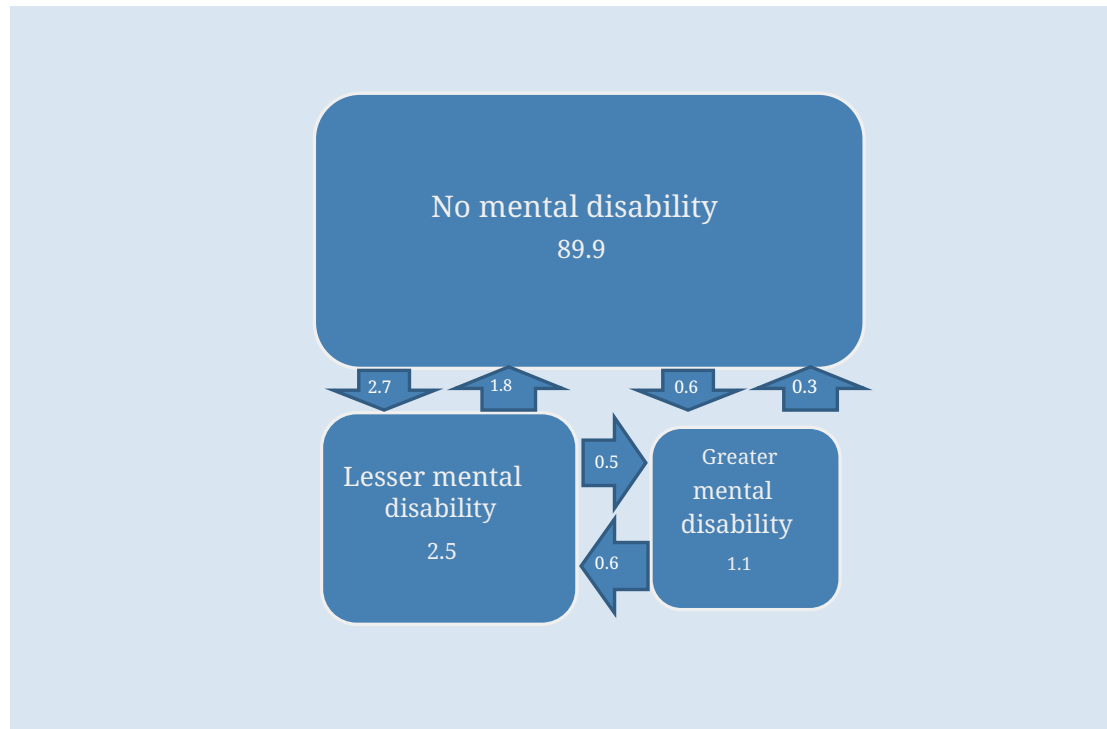 No mental disability
89.9
2.7
1.8
0.6
0.3
Lesser mental
disability
2.5
0.5
0.6
Greater
mental
disability
1.1